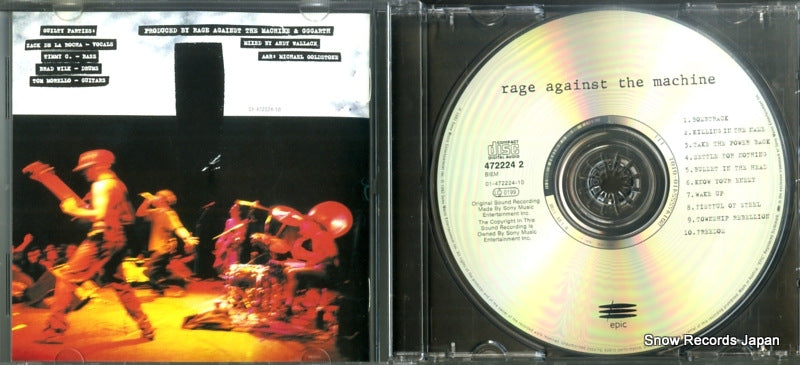 GUILTY PARTIES:
ZACK DE LA ROCHA - VOCALS
TIMMY C. - BASS
BRAD WILK - DRUMS
TOM MORELLO - GUITARS
PRODUCED BY RAGE AGAINST THE MACHINE & GGGARTH
MIXED BY ANDY WALLACE
A&R: MICHAEL GOLDSTONE
01-472224-10
rage against the machine
COMPACT
disc
DIGITAL AUDIO
472224 2
BIEM
01-472224-10
Original Sound Recording
Made By Sony Music
Entertainment Inc.
The Copyright In This
Sound Recording Is
Owned By Sony Music
Entertainment Inc.
1.BOMBTRACK
2.KILLING IN THE NAME
3.TAKE THE POWER BACK
4.SETTLE FOR NOTHING
5.BULLET IN THE HEAD
6.KNOW YOUR ENEMY
7.WAKE UP
8.FISTFUL OF STEEL
9.TOWNSHIP REBELLION
10.FREEDOM
epic
Snow Records Japan